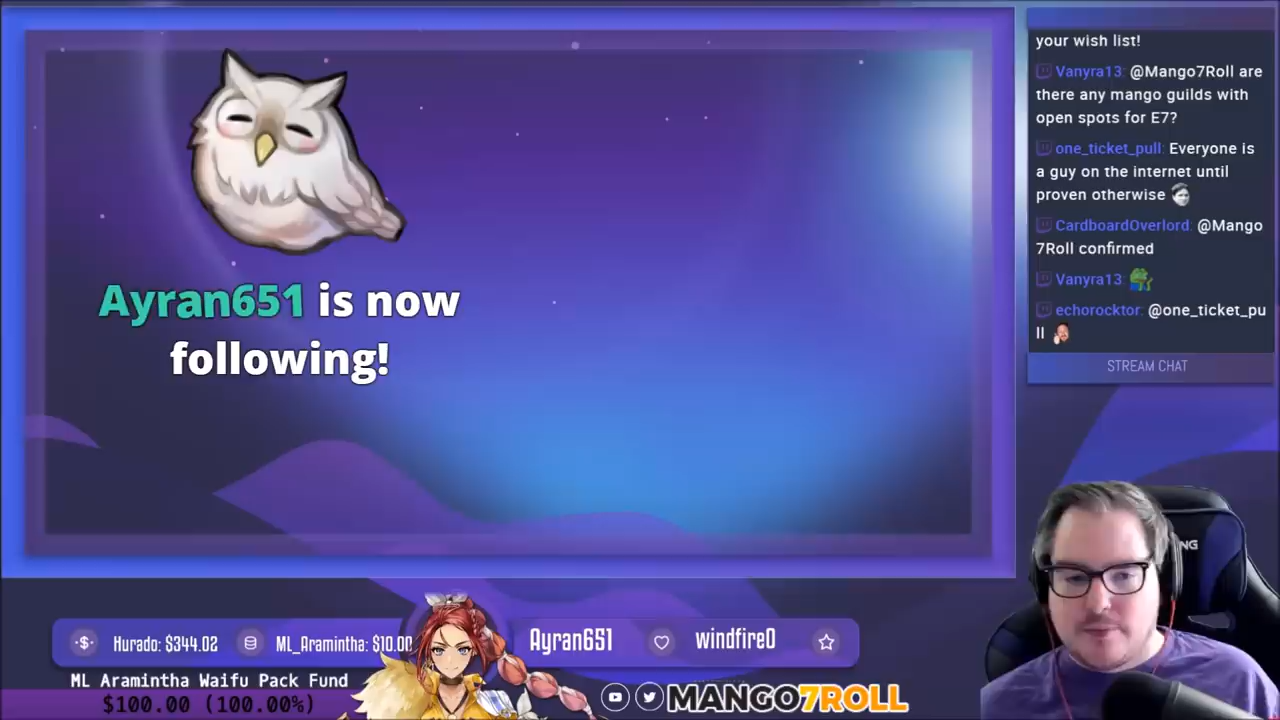 Ayran651 is now
following!
your wish list!
Vanyra13: @Mango7Roll are
there any mango guilds with
open spots for E7?
one_ticket_pull: Everyone is
a guy on the internet until
proven otherwise
CardboardOverlord: @Mango
7Roll confirmed
Vanyra13:
echorocktor: @one_ticket_pu
ll
STREAM CHAT
NG
Hurado: $344.02
ML_Aramintha: $10.00
Ayran651
windfire0
ML Aramintha Waifu Pack Fund
$100.00 (100.00%)
MANGO7ROLL